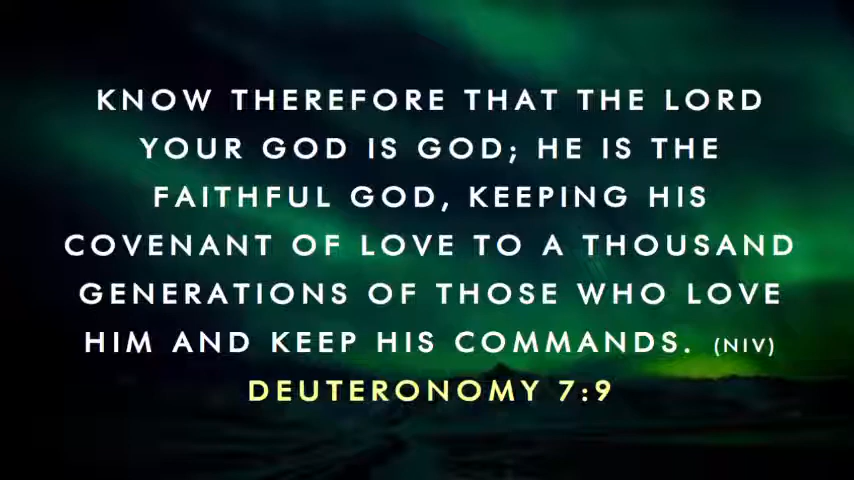 KNOW THEREFORE THAT THE LORD
YOUR GOD IS GOD; HE IS THE
FAITHFUL GOD, KEEPING HIS
COVENANT OF LOVE TO A THOUSAND
GENERATIONS OF THOSE WHO LOVE
HIM AND KEEP HIS COMMANDS. (NIV)
DEUTERONOMY 7:9